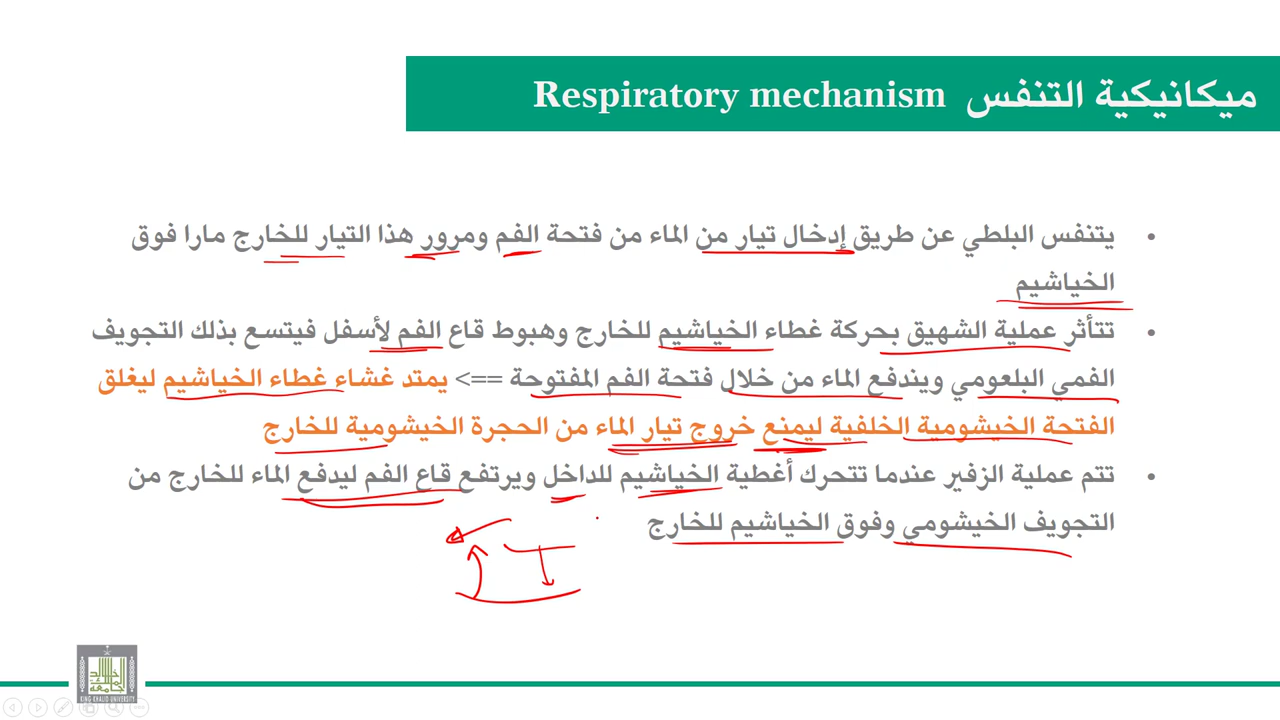 ميكانيكية التنفس Respiratory mechanism
• يتنفس البلطي عن طريق إدخال تيار من الماء من فتحة الفم ومرور هذا التيار للخارج مارا فوق
الخياشيم
• تتأثر عملية الشهيق بحركة غطاء الخياشيم للخارج وهبوط قاع الفم لأسفل فيتسع بذلك التجويف
الفمي البلعومي ويندفع الماء من خلال فتحة الفم المفتوحة ==> يمتد غشاء غطاء الخياشيم ليغلق
الفتحة الخيشومية الخلفية ليمنع خروج تيار الماء من الحجرة الخيشومية للخارج
• تتم عملية الزفير عندما تتحرك أغطية الخياشيم للداخل ويرتفع قاع الفم ليدفع الماء للخارج من
التجويف الخيشومي وفوق الخياشيم للخارج
KING KHALID UNIVERSITY